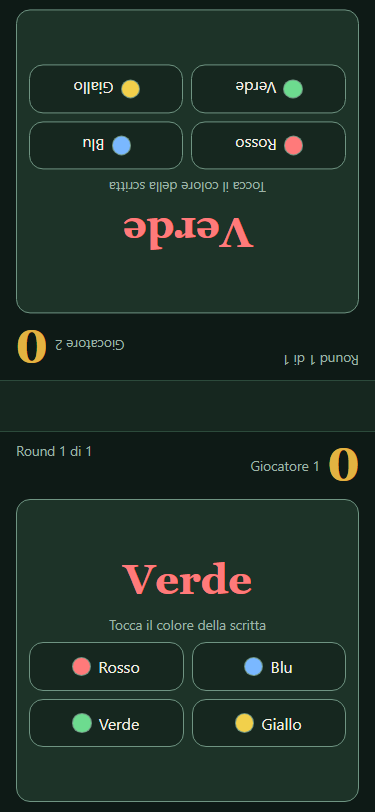 Giallo
Verde
Blu
Rosso
Tocca il colore della scritta
Verde
0 Giocatore 2
Round 1 di 1
Round 1 di 1
Giocatore 1 0
Verde
Tocca il colore della scritta
Rosso
Blu
Verde
Giallo